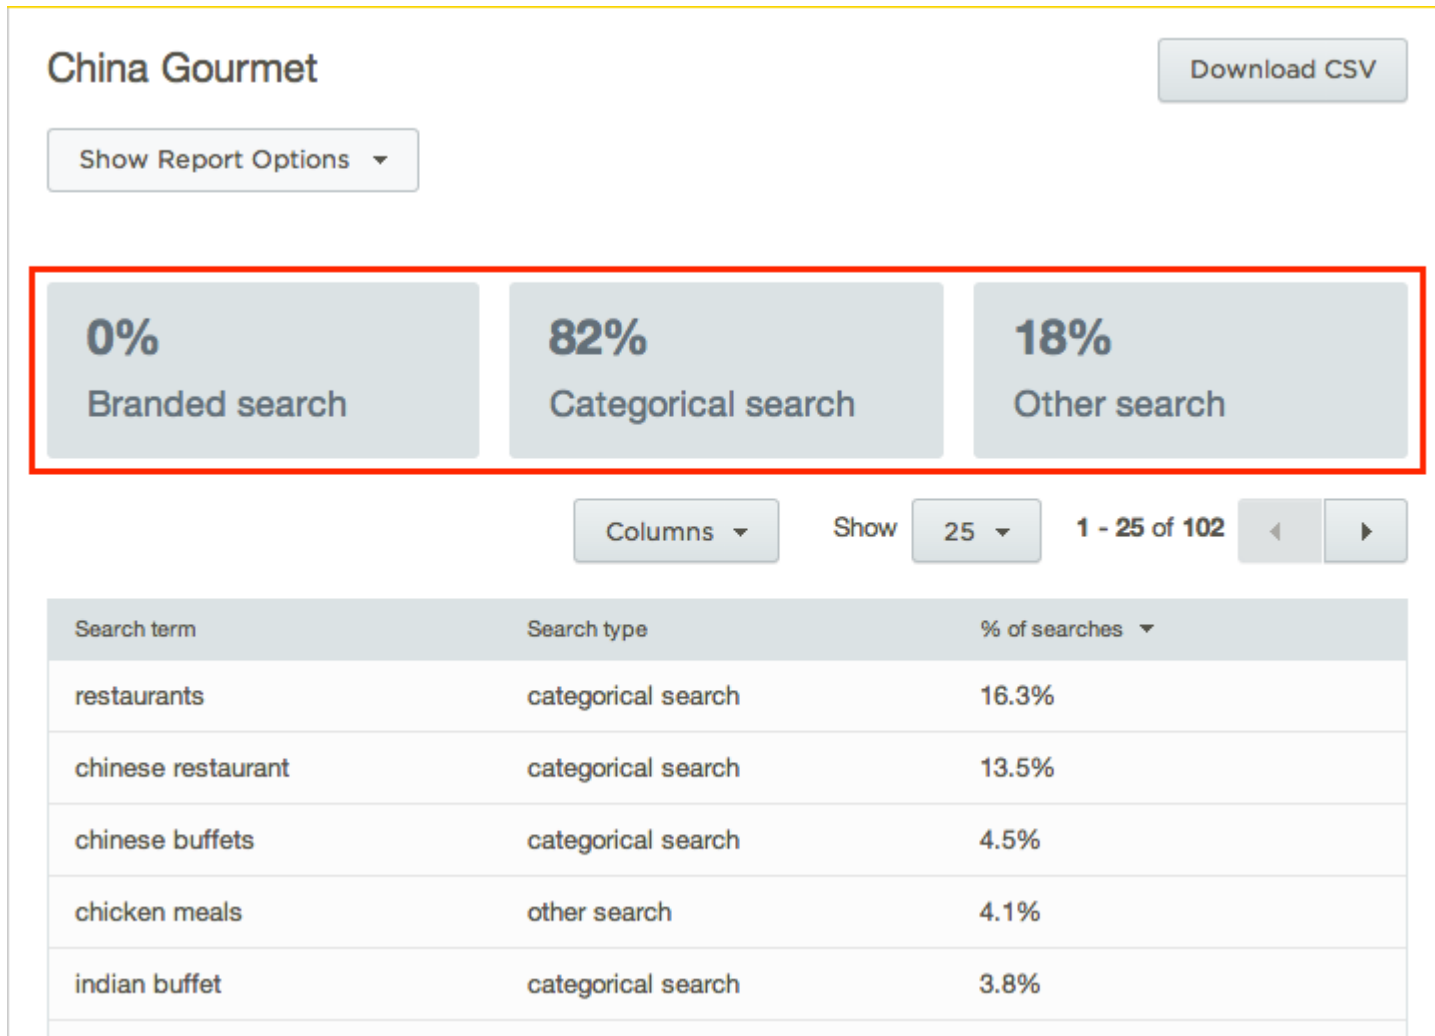 China Gourmet
Download CSV
Show Report Options
0%
Branded search
82%
Categorical search
18%
Other search
Columns
Show
25
1 - 25 of 102
Search term Search type % of searches
restaurants categorical search 16.3%
chinese restaurant categorical search 13.5%
chinese buffets categorical search 4.5%
chicken meals other search 4.1%
indian buffet categorical search 3.8%